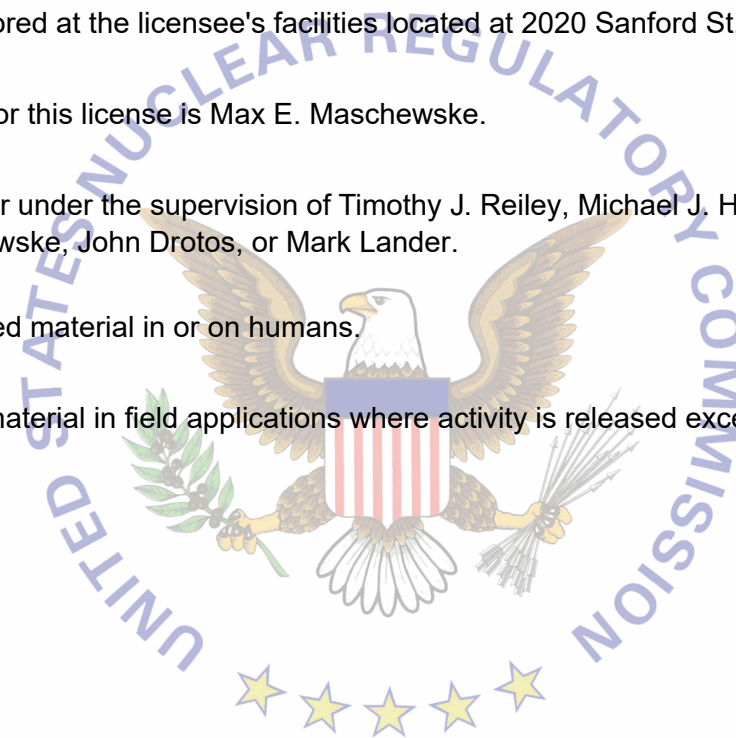 ored at the licensee's facilities located at 2020 Sanford St.
or this license is Max E. Maschewske.
r under the supervision of Timothy J. Reiley, Michael J. H
wske, John Drotos, or Mark Lander.
ed material in or on humans.
material in field applications where activity is released exce
UNITED STATES NUCLEAR REGULATORY COMMISSION